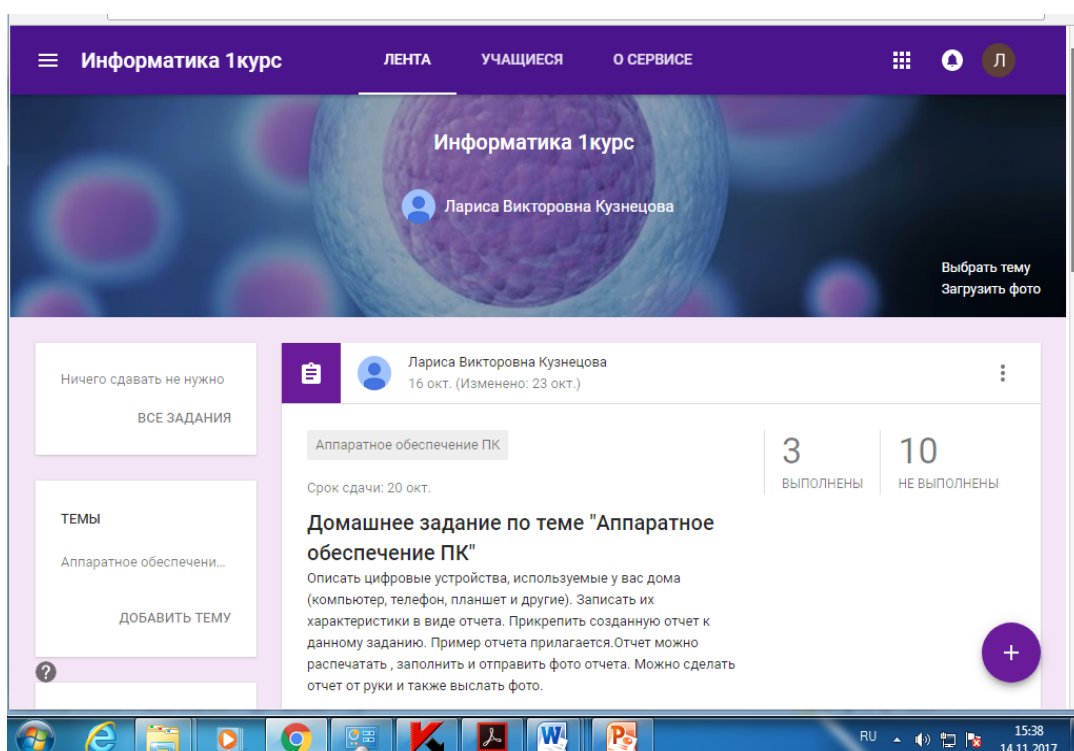 Информатика 1курс
ЛЕНТА
УЧАЩИЕСЯ
О СЕРВИСЕ
Л
Информатика 1курс
Лариса Викторовна Кузнецова
Выбрать тему
Загрузить фото
Ничего сдавать не нужно
ВСЕ ЗАДАНИЯ
ТЕМЫ
Аппаратное обеспечени...
ДОБАВИТЬ ТЕМУ
?
Лариса Викторовна Кузнецова
16 окт. (Изменено: 23 окт.)
Аппаратное обеспечение ПК
3
ВЫПОЛНЕНЫ
10
НЕ ВЫПОЛНЕНЫ
Срок сдачи: 20 окт.
Домашнее задание по теме "Аппаратное
обеспечение ПК"
Описать цифровые устройства, используемые у вас дома
(компьютер, телефон, планшет и другие). Записать их
характеристики в виде отчета. Прикрепить созданную отчет к
данному заданию. Пример отчета прилагается.Отчет можно
распечатать , заполнить и отправить фото отчета. Можно сделать
отчет от руки и также выслать фото.
+
RU
15:38
14.11.2017